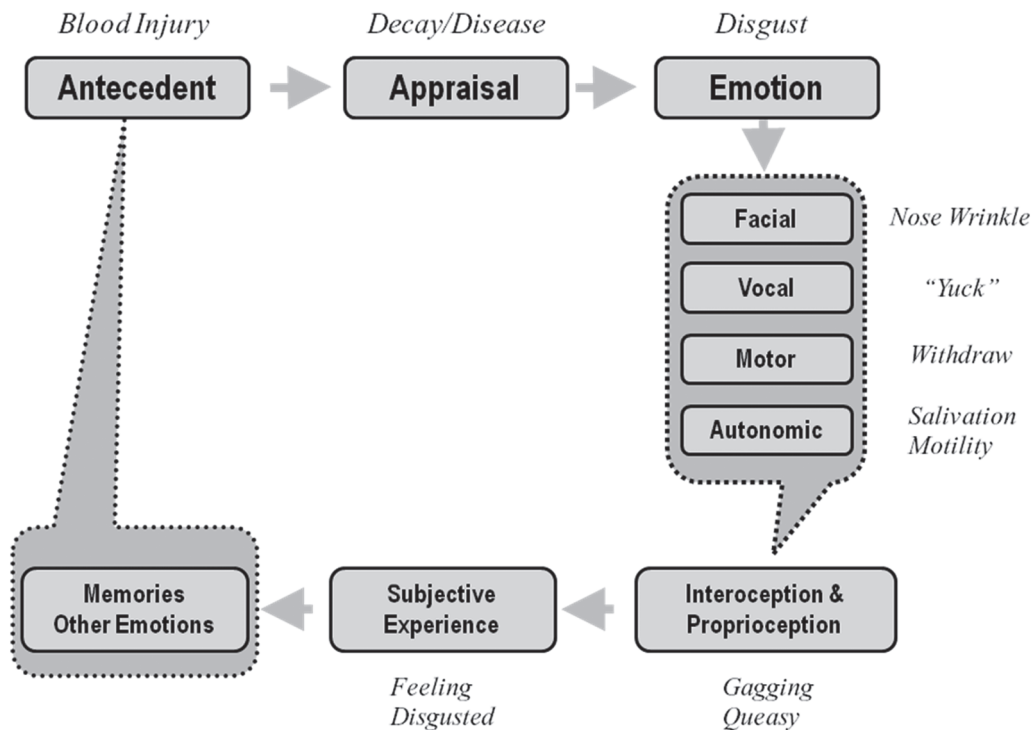 Blood Injury
Decay/Disease
Disgust
Antecedent
Appraisal
Emotion
Facial
Nose Wrinkle
Vocal
“Yuck”
Motor
Withdraw
Autonomic
Salivation
Motility
Memories
Other Emotions
Subjective
Experience
Interoception &
Proprioception
Feeling
Disgusted
Gagging
Queasy